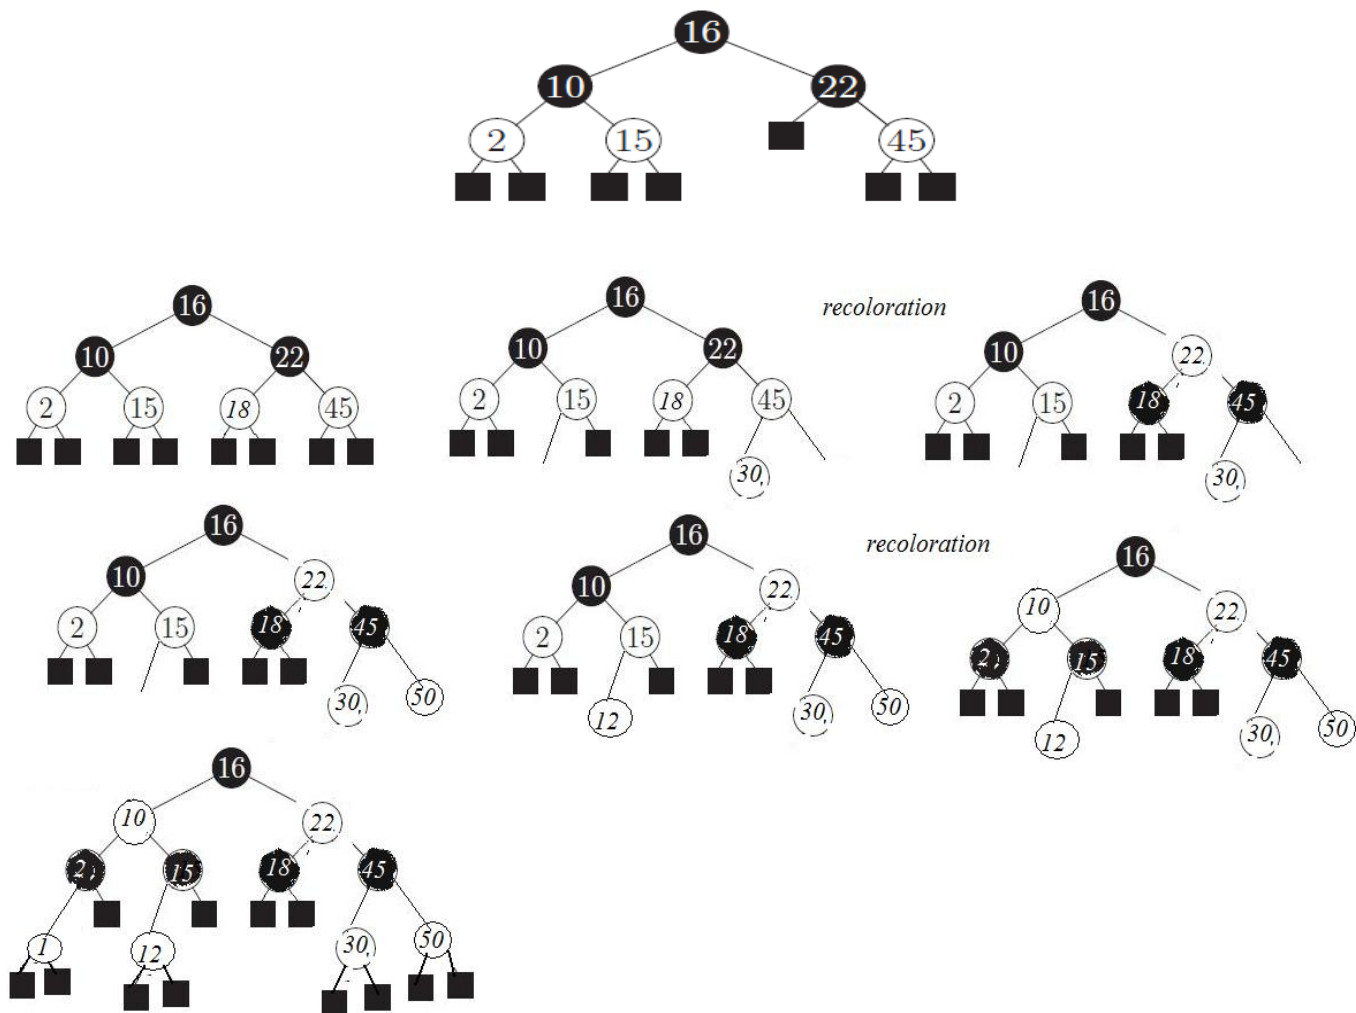 16
10 22
2 15 45
16 16 recoloration 16
10 22 10 22 10 22
2 15 18 45 2 15 18 45 2 15 18 45
30, 30,
16 16 recoloration 16
10 22 10 22 10 22
2 15 18 45 2 15 18 45 2 15 18 45
30, 50 12 30, 50 12 30, 50
16
10 22
2 15 18 45
1 12 30, 50